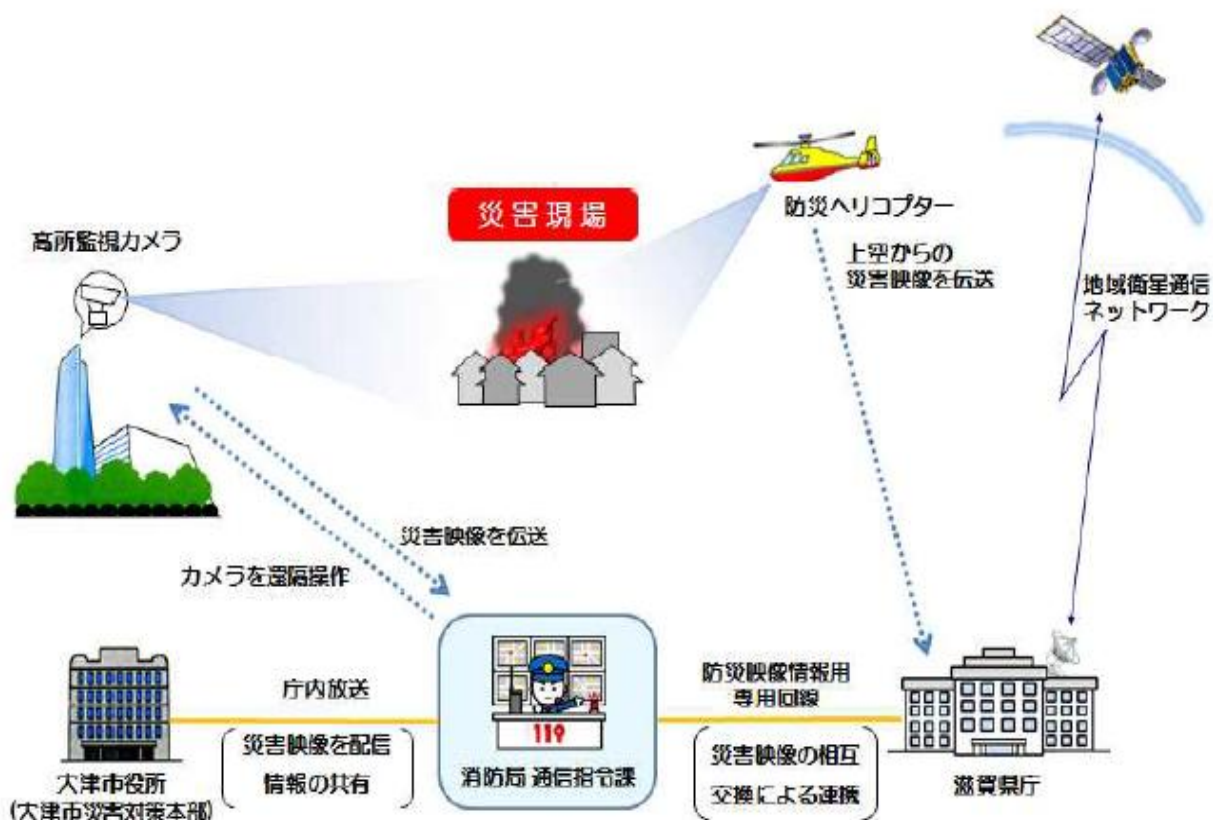 災害現場
防災ヘリコプター
高所監視カメラ
上空からの
災害映像を伝送
地域衛星通信
ネットワーク
災害映像を伝送
カメラを遠隔操作
庁内放送
災害映像を配信
情報の共有
119
防災映像情報用
専用回線
災害映像の相互
交換による連携
大津市役所
(大津市災害対策本部)
消防局 通信指令課
滋賀県庁